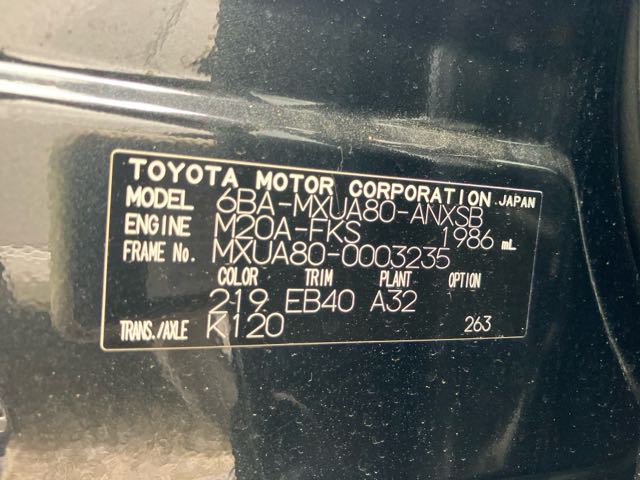 TOYOTA MOTOR CORPORATION JAPAN
MODEL 6BA-MXUA80-ANXSB
ENGINE M20A-FKS 1986 mL
FRAME No. MXUA80-0003235
COLOR TRIM PLANT OPTION
219 EB40 A32
TRANS./AXLE K120 263